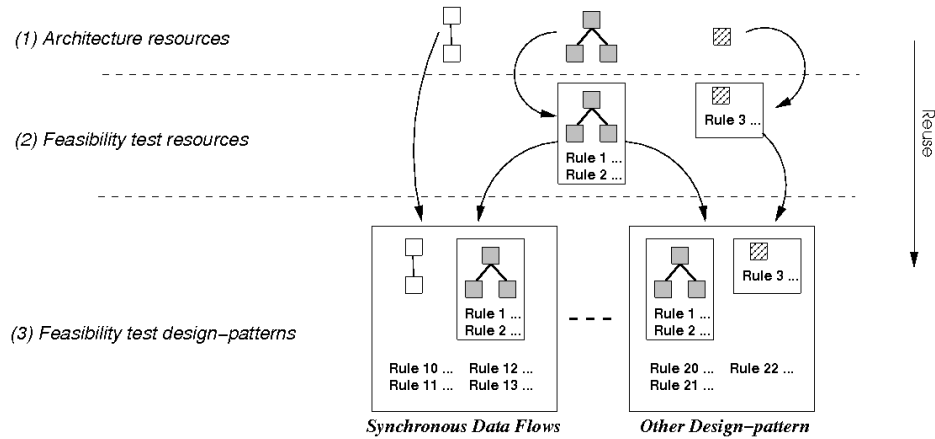 (1) Architecture resources
Reuse
(2) Feasibility test resources
Rule 1 ...
Rule 2 ...
Rule 3 ...
(3) Feasibility test design-patterns
Rule 1 ...
Rule 2 ...
Rule 10 ...
Rule 12 ...
Rule 11 ...
Rule 13 ...
Synchronous Data Flows
Rule 1 ...
Rule 2 ...
Rule 3 ...
Rule 20 ...
Rule 22 ...
Rule 21 ...
Other Design-pattern